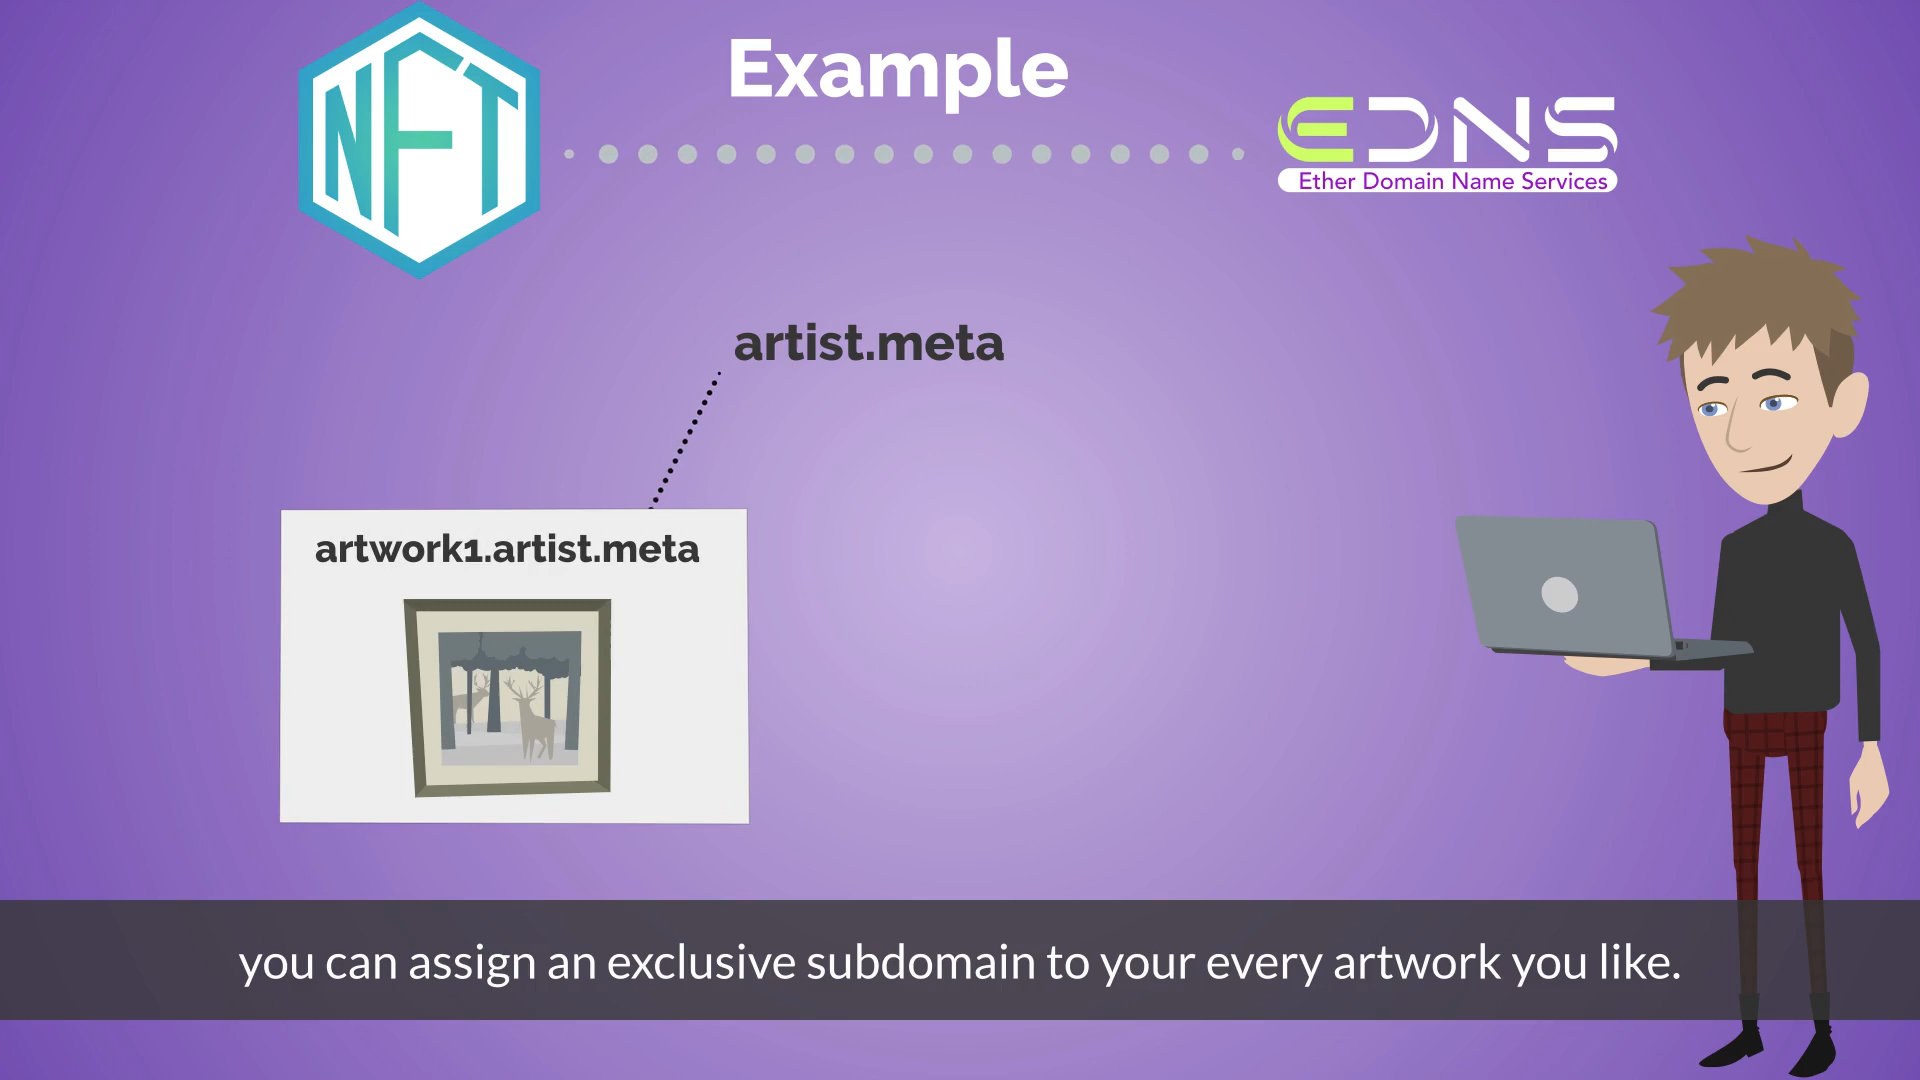 NFT
Example
EDNS
Ether Domain Name Services
artist.meta
artwork1.artist.meta
you can assign an exclusive subdomain to your every artwork you like.